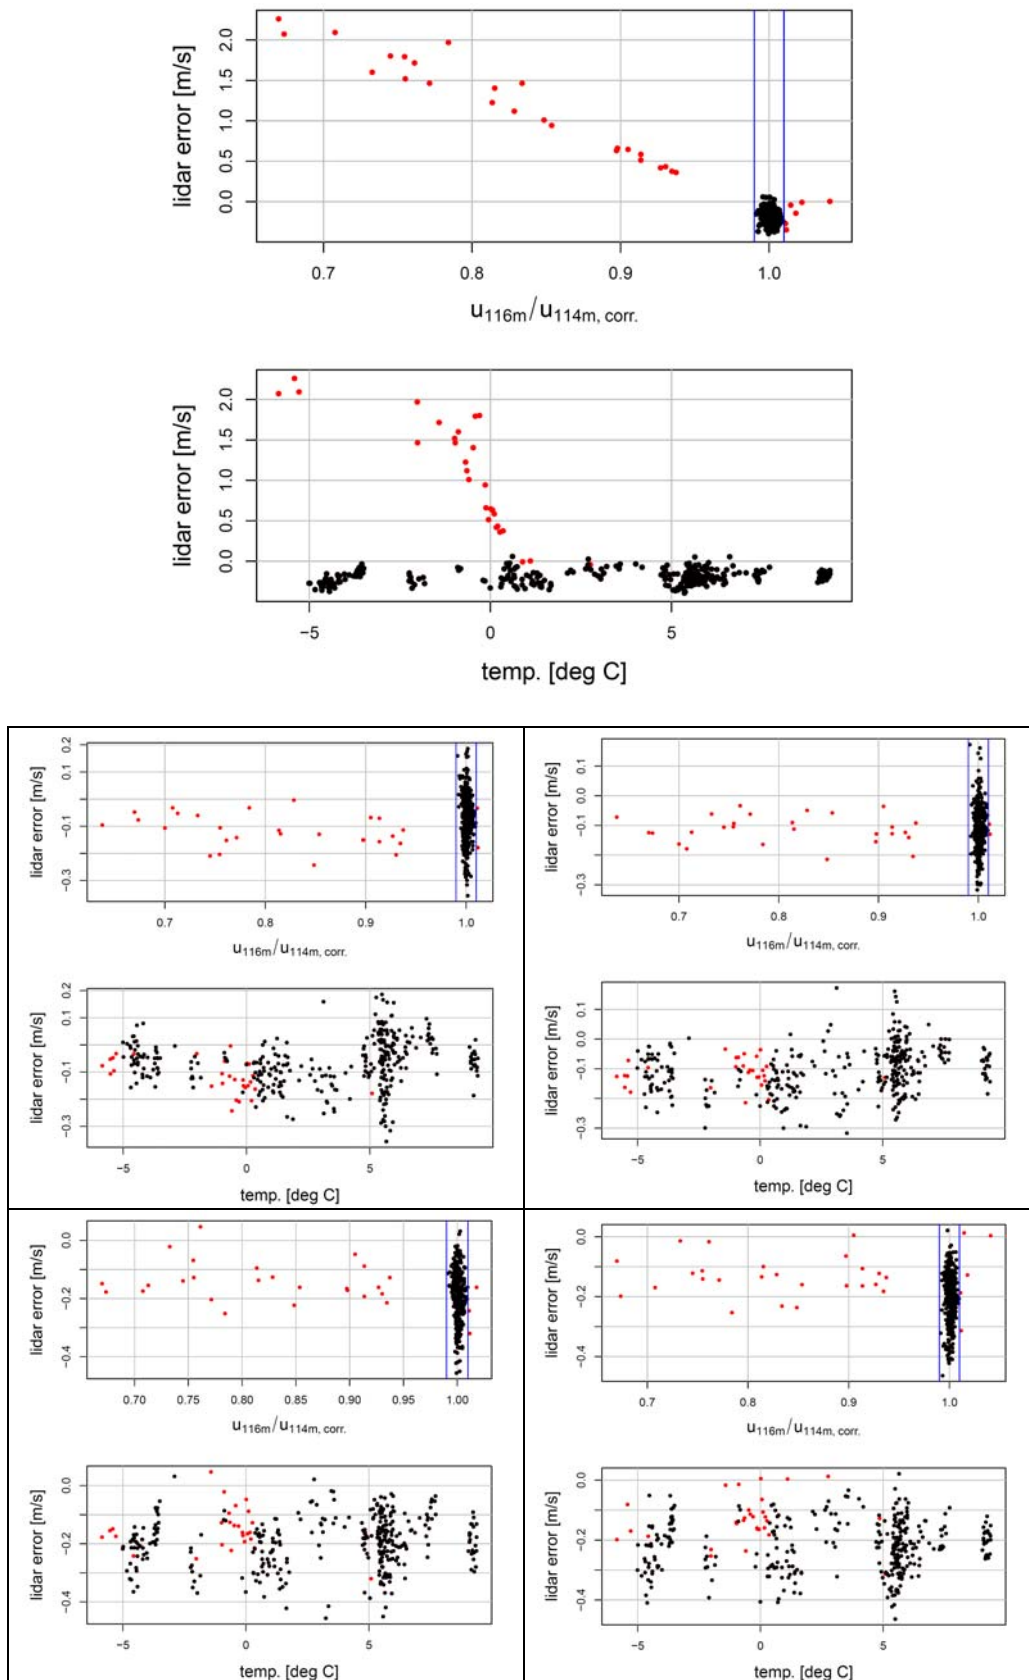 lidar error [m/s]
0.0 0.5 1.0 1.5 2.0
0.7 0.8 0.9 1.0
u116m/u114m, corr.
lidar error [m/s]
0.0 0.5 1.0 1.5 2.0
−5 0 5
temp. [deg C]
lidar error [m/s]
−0.3 −0.1 0.1 0.2
0.7 0.8 0.9 1.0
u116m/u114m, corr.
lidar error [m/s]
−0.3 −0.1 0.1 0.2
−5 0 5
temp. [deg C]
lidar error [m/s]
−0.3 −0.1 0.0 0.1
0.7 0.8 0.9 1.0
u116m/u114m, corr.
lidar error [m/s]
−0.3 −0.1 0.1
−5 0 5
temp. [deg C]
lidar error [m/s]
−0.4 −0.2 0.0
0.70 0.75 0.80 0.85 0.90 0.95 1.00
u116m/u114m, corr.
lidar error [m/s]
−0.4 −0.2 0.0
−5 0 5
temp. [deg C]
lidar error [m/s]
−0.4 −0.2 0.0
0.7 0.8 0.9 1.0
u116m/u114m, corr.
lidar error [m/s]
−0.4 −0.2 0.0
−5 0 5
temp. [deg C]